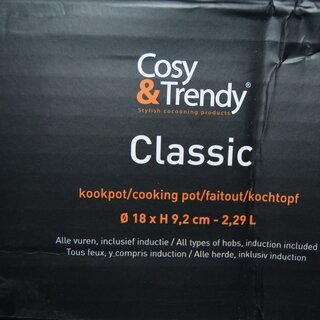 Cosy
&Trendy®
Stylish cocooning products
Classic
kookpot/cooking pot/faitout/kochtopf
Ø 18 x H 9,2 cm - 2,29 L
Alle vuren, inclusief inductie / All types of hobs, induction included
Tous feux, y compris induction / Alle herde, inklusiv induktion